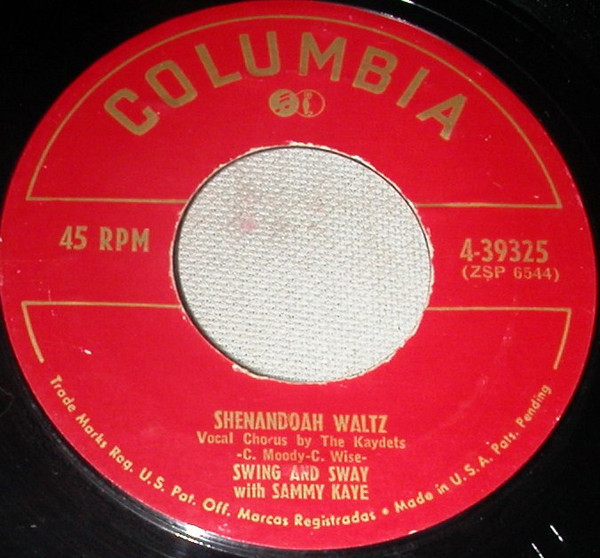 COLUMBIA
45 RPM
4-39325
(ZSP 6544)
SHENANDOAH WALTZ
Vocal Chorus by The Kaydets
-C. Moody-C. Wise-
SWING AND SWAY
with SAMMY KAYE
Trade Marks Reg. U.S. Pat. Off. Marcas Registradas • Made in U.S.A. Pats. Pending